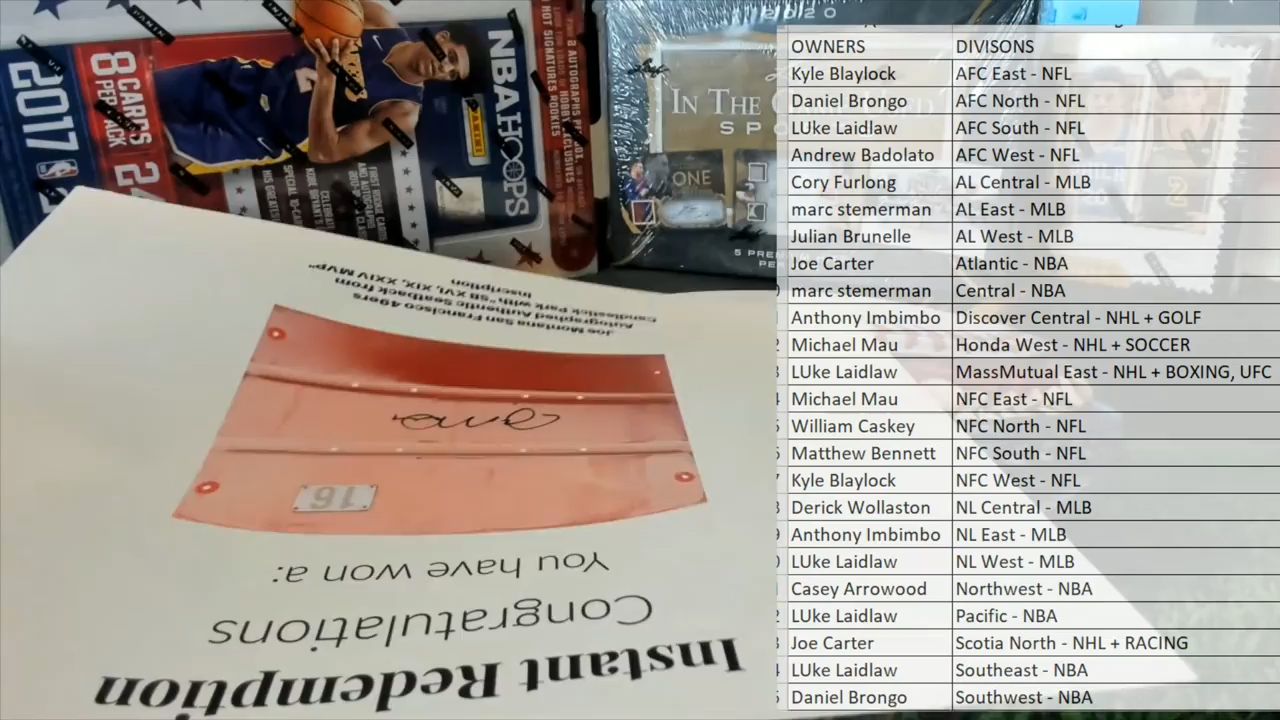 2017
8 CARDS
PER PACK
NBA HOOPS
PANINI
2020
IN THE
SP
ONE
OWNERS DIVISONS
Kyle Blaylock AFC East - NFL
Daniel Brongo AFC North - NFL
LUke Laidlaw AFC South - NFL
Andrew Badolato AFC West - NFL
Cory Furlong AL Central - MLB
marc stemerman AL East - MLB
Julian Brunelle AL West - MLB
Joe Carter Atlantic - NBA
marc stemerman Central - NBA
Anthony Imbimbo Discover Central - NHL + GOLF
Michael Mau Honda West - NHL + SOCCER
LUke Laidlaw MassMutual East - NHL + BOXING, UFC
Michael Mau NFC East - NFL
William Caskey NFC North - NFL
Matthew Bennett NFC South - NFL
Kyle Blaylock NFC West - NFL
Derick Wollaston NL Central - MLB
Anthony Imbimbo NL East - MLB
LUke Laidlaw NL West - MLB
Casey Arrowood Northwest - NBA
LUke Laidlaw Pacific - NBA
Joe Carter Scotia North - NHL + RACING
LUke Laidlaw Southeast - NBA
Daniel Brongo Southwest - NBA
Instant Redemption
Congratulations
You have won a:
16
Joe Montana San Francisco 49ers
Autographed Authentic Seatback from
Candlestick Park with "SB XVI, XIX, XXIV MVP"
Inscription